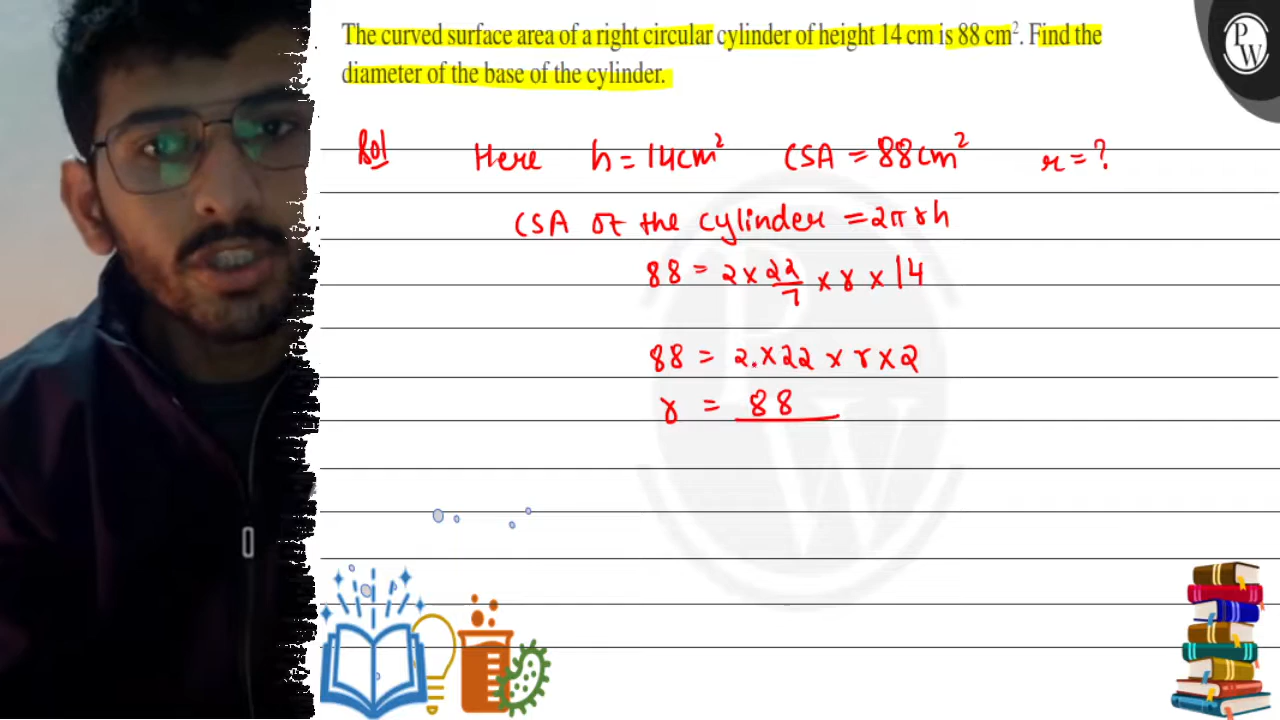 The curved surface area of a right circular cylinder of height 14 cm is 88 cm². Find the
diameter of the base of the cylinder.
PW
Sol Here h = 14cm² CSA = 88cm² r = ?
CSA of the cylinder = 2πrh
88 = 2 × 22/7 × r × 14
88 = 2 × 22 × r × 2
r = 88
PW